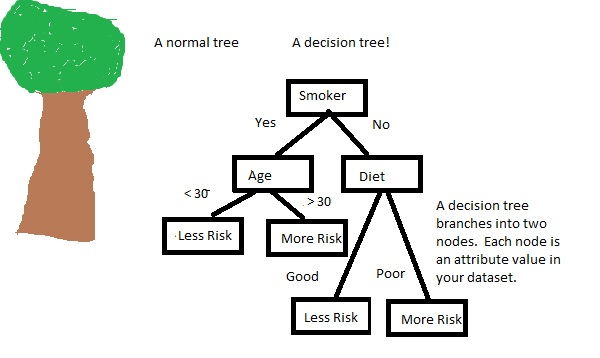 A normal tree
A decision tree!
Smoker
Yes
No
Age
Diet
< 30
> 30
Less Risk
More Risk
A decision tree
branches into two
nodes. Each node is
an attribute value in
your dataset.
Good
Poor
Less Risk
More Risk